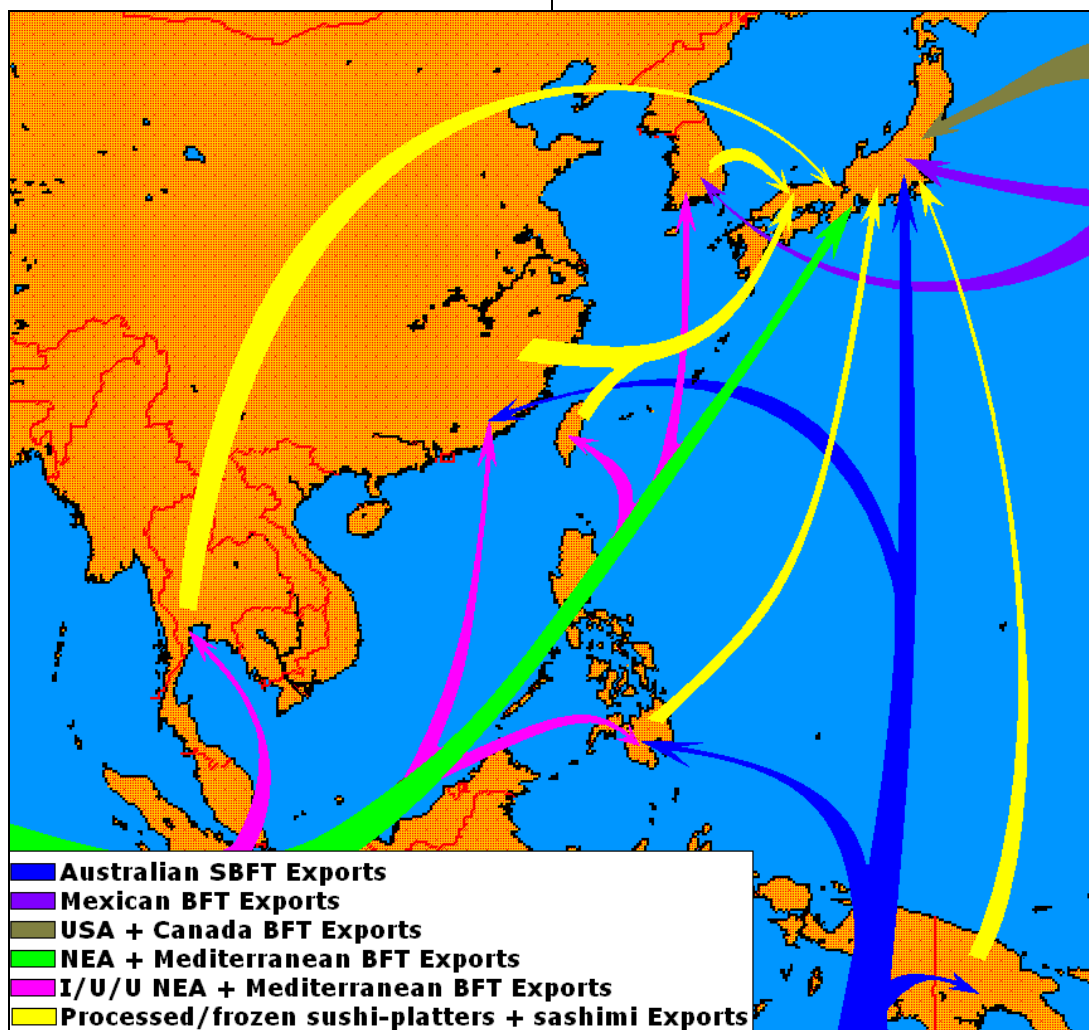 Australian SBFT Exports
Mexican BFT Exports
USA + Canada BFT Exports
NEA + Mediterranean BFT Exports
I/U/U NEA + Mediterranean BFT Exports
Processed/frozen sushi-platters + sashimi Exports